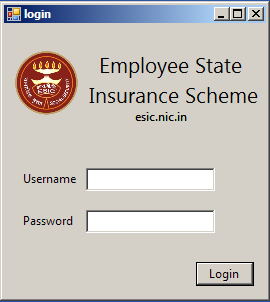 login
Employee State
Insurance Scheme
esic.nic.in
Username
Password
Login